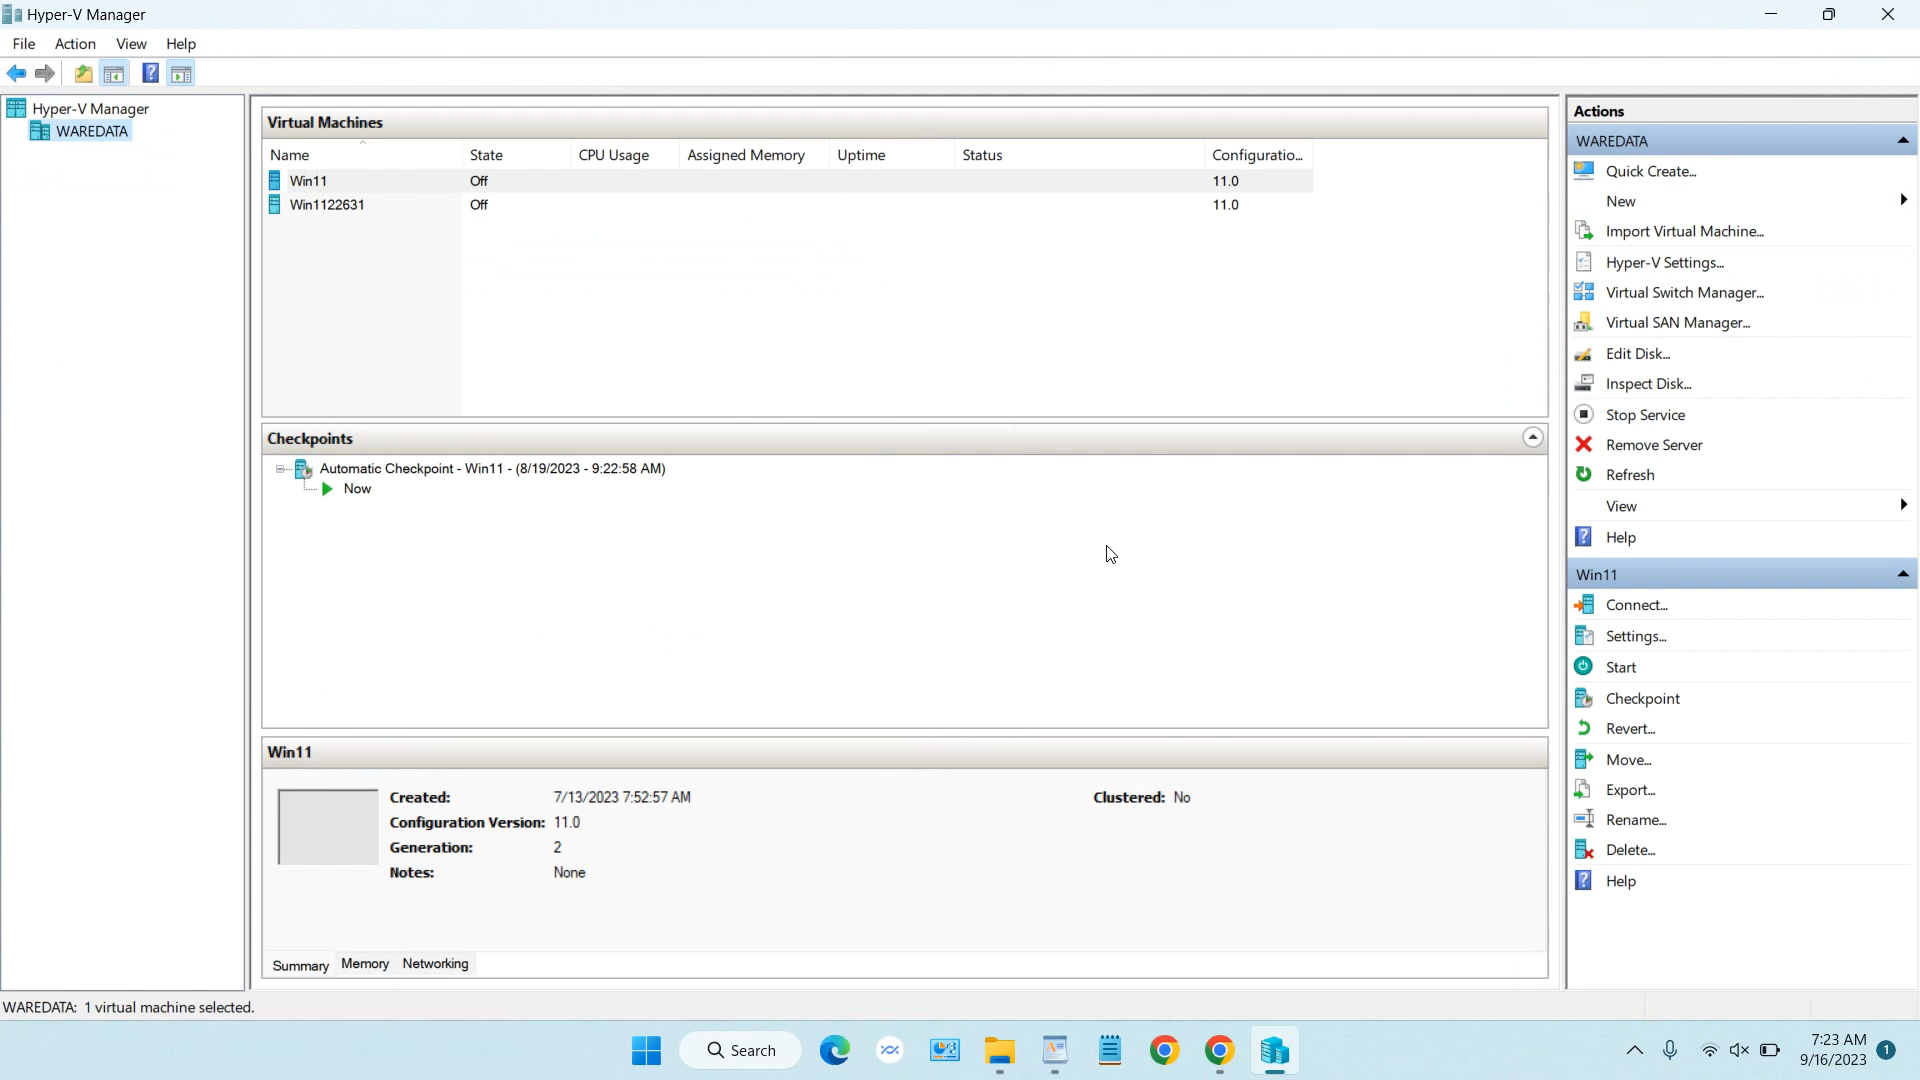 Hyper-V Manager
File Action View Help
Hyper-V Manager
WAREDATA
Virtual Machines
Name State CPU Usage Assigned Memory Uptime Status Configuratio...
Win11 Off 11.0
Win1122631 Off 11.0
Checkpoints
Automatic Checkpoint - Win11 - (8/19/2023 - 9:22:58 AM)
Now
Win11
Created: 7/13/2023 7:52:57 AM Clustered: No
Configuration Version: 11.0
Generation: 2
Notes: None
Summary Memory Networking
Actions
WAREDATA
Quick Create...
New
Import Virtual Machine...
Hyper-V Settings...
Virtual Switch Manager...
Virtual SAN Manager...
Edit Disk...
Inspect Disk...
Stop Service
Remove Server
Refresh
View
Help
Win11
Connect...
Settings...
Start
Checkpoint
Revert...
Move...
Export...
Rename...
Delete...
Help
WAREDATA: 1 virtual machine selected.
Search
7:23 AM
9/16/2023
1